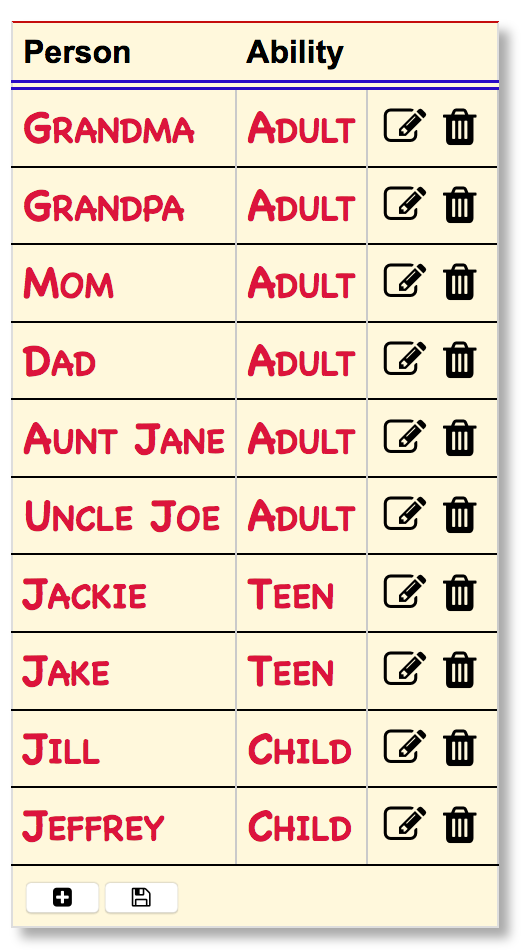 Person Ability
Grandma Adult
Grandpa Adult
Mom Adult
Dad Adult
Aunt Jane Adult
Uncle Joe Adult
Jackie Teen
Jake Teen
Jill Child
Jeffrey Child